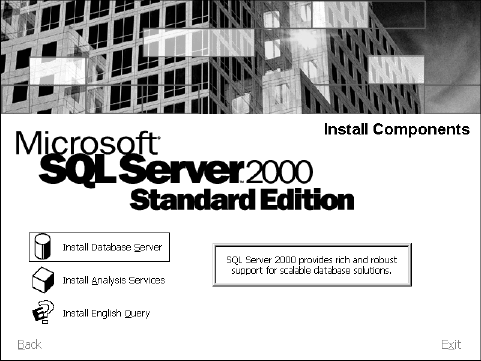 Install Components
Microsoft
SQL Server 2000
Standard Edition
Install Database Server
SQL Server 2000 provides rich and robust
support for scalable database solutions.
Install Analysis Services
Install English Query
Back
Exit